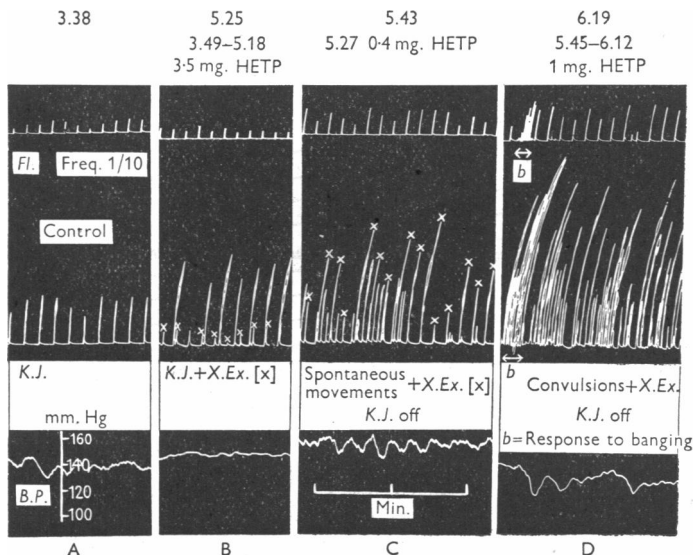 3.38
5.25
3.49–5.18
3·5 mg. HETP
5.43
5.27 0·4 mg. HETP
6.19
5.45–6.12
1 mg. HETP
Fl. Freq. 1/10
Control
b
x x x x x x x x
x x x x x x x x x x x x x
K.J.
K.J.+X.Ex. [x]
Spontaneous movements +X.Ex. [x]
K.J. off
b
Convulsions+X.Ex.
K.J. off
b=Response to banging
mm. Hg
160
140
120
100
B.P.
Min.
A
B
C
D